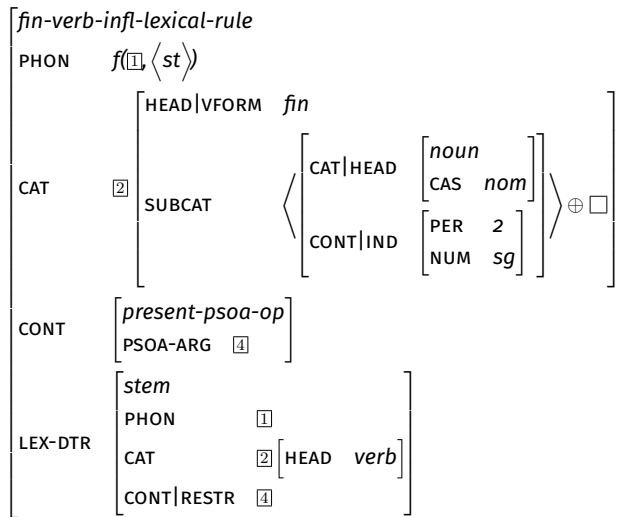 fin-verb-infl-lexical-rule
PHON f(1, ⟨st⟩)
CAT 2 [HEAD|VFORM fin
SUBCAT ⟨[CAT|HEAD [noun
CAS nom]
CONT|IND [PER 2
NUM sg]]⟩ ⊕ □]
CONT [present-psoa-op
PSOA-ARG 4]
LEX-DTR [stem
PHON 1
CAT 2 [HEAD verb]
CONT|RESTR 4]